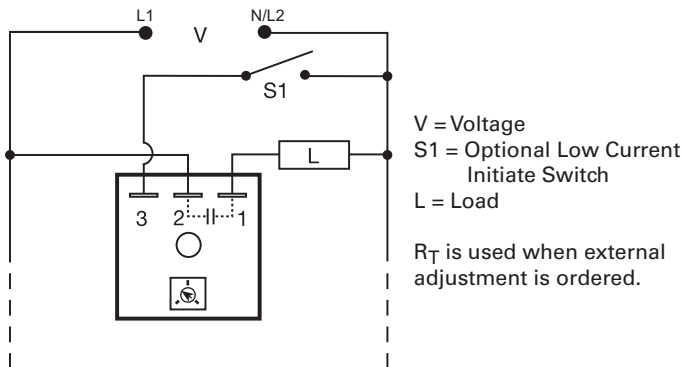 L1
N/L2
V
S1
L
3
2
1
V = Voltage
S1 = Optional Low Current
Initiate Switch
L = Load
RT is used when external
adjustment is ordered.